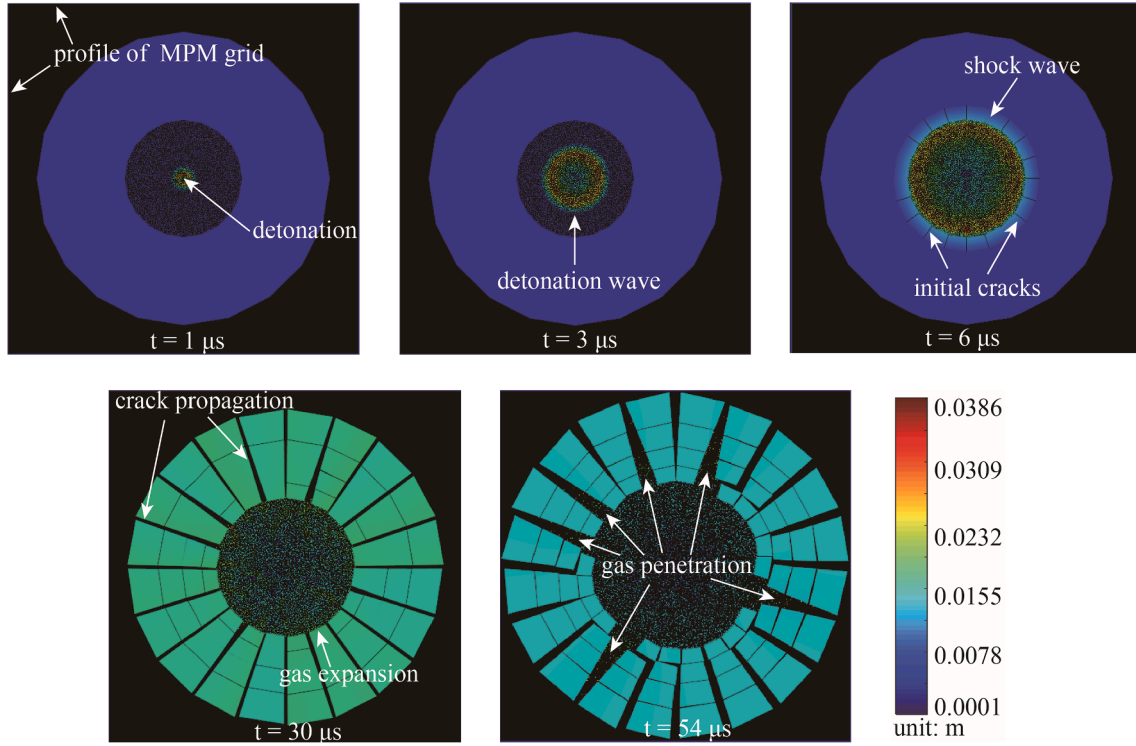 profile of MPM grid
detonation
t = 1 μs
detonation wave
t = 3 μs
shock wave
initial cracks
t = 6 μs
crack propagation
gas expansion
t = 30 μs
gas penetration
t = 54 μs
0.0386
0.0309
0.0232
0.0155
0.0078
0.0001
unit: m